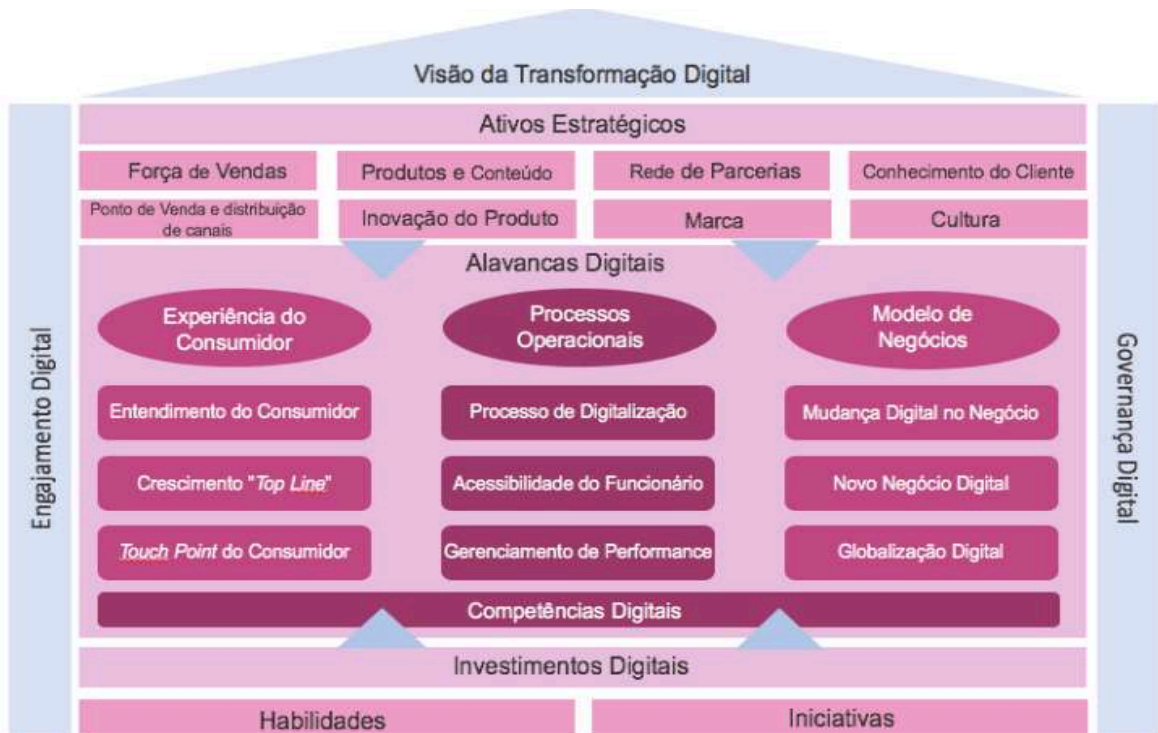 Visão da Transformação Digital
Ativos Estratégicos
Força de Vendas
Produtos e Conteúdo
Rede de Parcerias
Conhecimento do Cliente
Ponto de Venda e distribuição
de canais
Inovação do Produto
Marca
Cultura
Alavancas Digitais
Experiência do
Consumidor
Processos
Operacionais
Modelo de
Negócios
Entendimento do Consumidor
Processo de Digitalização
Mudança Digital no Negócio
Crescimento "Top Line"
Acessibilidade do Funcionário
Novo Negócio Digital
Touch Point do Consumidor
Gerenciamento de Performance
Globalização Digital
Competências Digitais
Investimentos Digitais
Habilidades
Iniciativas
Engajamento Digital
Governança Digital